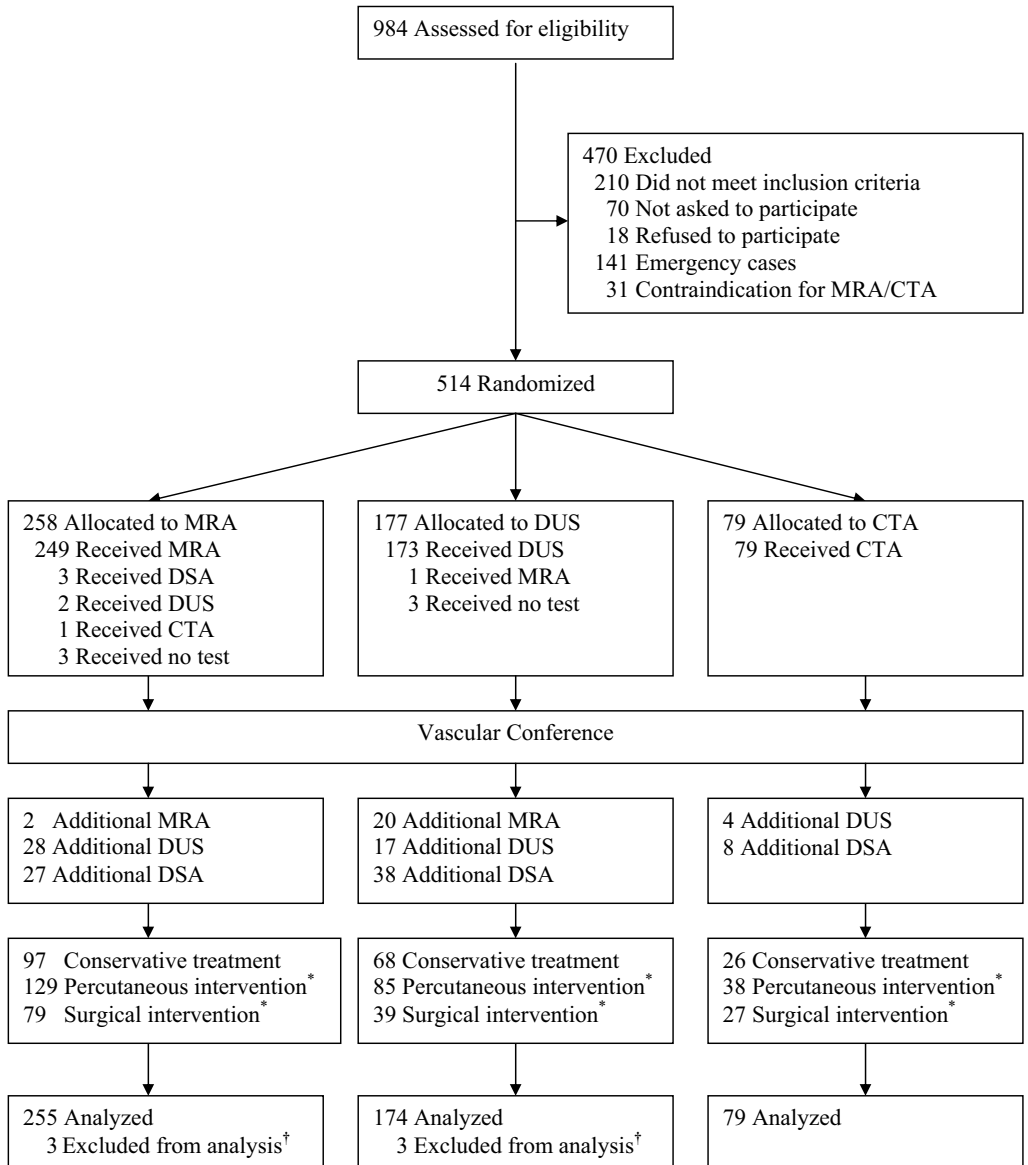 984 Assessed for eligibility
470 Excluded
210 Did not meet inclusion criteria
70 Not asked to participate
18 Refused to participate
141 Emergency cases
31 Contraindication for MRA/CTA
514 Randomized
258 Allocated to MRA
249 Received MRA
3 Received DSA
2 Received DUS
1 Received CTA
3 Received no test
177 Allocated to DUS
173 Received DUS
1 Received MRA
3 Received no test
79 Allocated to CTA
79 Received CTA
Vascular Conference
2 Additional MRA
28 Additional DUS
27 Additional DSA
20 Additional MRA
17 Additional DUS
38 Additional DSA
4 Additional DUS
8 Additional DSA
97 Conservative treatment
129 Percutaneous intervention*
79 Surgical intervention*
68 Conservative treatment
85 Percutaneous intervention*
39 Surgical intervention*
26 Conservative treatment
38 Percutaneous intervention*
27 Surgical intervention*
255 Analyzed
3 Excluded from analysis†
174 Analyzed
3 Excluded from analysis†
79 Analyzed